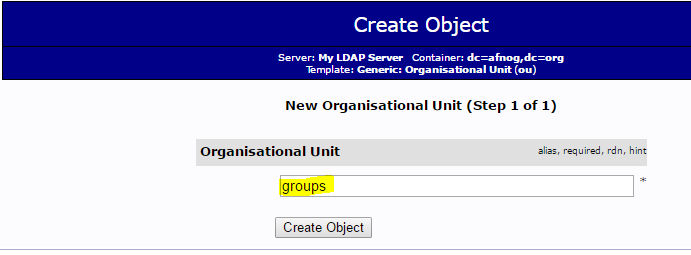 Create Object
Server: My LDAP Server Container: dc=afnog,dc=org
Template: Generic: Organisational Unit (ou)
New Organisational Unit (Step 1 of 1)
Organisational Unit alias, required, rdn, hint
groups *
Create Object